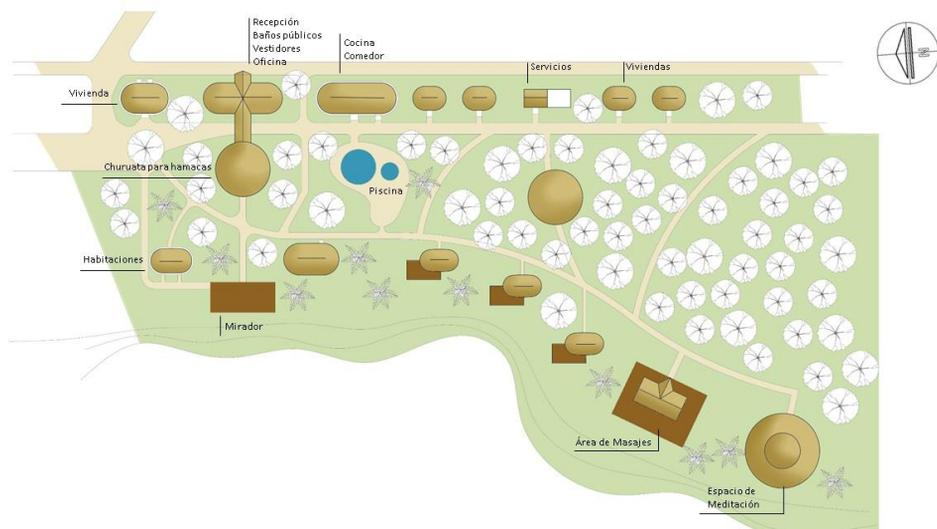 Recepción
Baños públicos
Vestidores
Oficina
Cocina
Comedor
Servicios
Viviendas
N
Vivienda
Churuata para hamacas
Piscina
Habitaciones
Mirador
Área de Masajes
Espacio de
Meditación